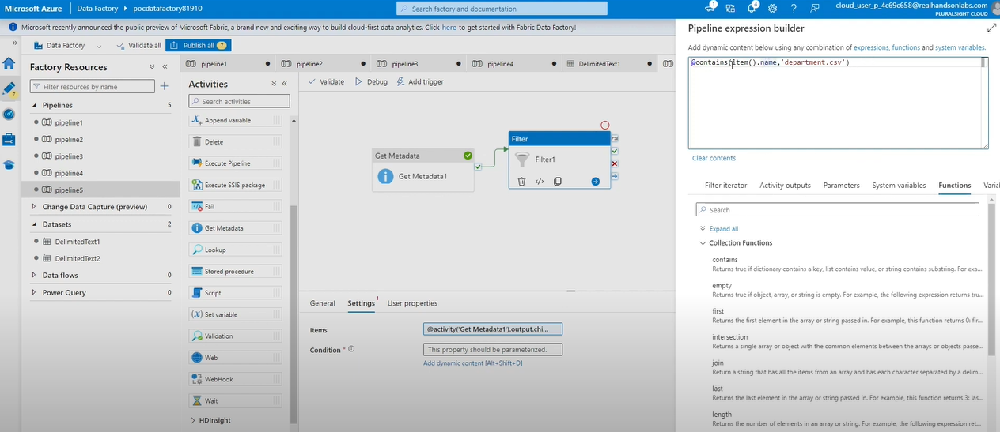 Microsoft Azure
Data Factory
pocdatafactory81910
Search factory and documentation
1
4
cloud_user_p_4c69c658@realhandsonlabs.com
PLURALSIGHT CLOUD
Microsoft recently announced the public preview of Microsoft Fabric, a brand new and exciting way to build cloud-first data analytics. Click here to get started with Fabric Data Factory!
Data Factory
Validate all
Publish all 7
7
Factory Resources
Filter resources by name
Pipelines 5
pipeline1
pipeline2
pipeline3
pipeline4
pipeline5
Change Data Capture (preview) 0
Datasets 2
DelimitedText1
DelimitedText2
Data flows 0
Power Query 0
pipeline1
pipeline2
pipeline3
pipeline4
DelimitedText1
Activities
Search activities
Append variable
Delete
Execute Pipeline
Execute SSIS package
Fail
Get Metadata
Lookup
Stored procedure
Script
Set variable
Validation
Web
WebHook
Wait
HDInsight
Validate
Debug
Add trigger
Get Metadata
Get Metadata1
Filter
Filter1
General
Settings 1
User properties
Items
@activity('Get Metadata1').output.chi...
Condition *
This property should be parameterized.
Add dynamic content [Alt+Shift+D]
Pipeline expression builder
Add dynamic content below using any combination of expressions, functions and system variables.
@contains(item().name,'department.csv')
Clear contents
Filter iterator
Activity outputs
Parameters
System variables
Functions
Varia
Search
Expand all
Collection Functions
contains
Returns true if dictionary contains a key, list contains value, or string contains substring. For exa...
empty
Returns true if object, array, or string is empty. For example, the following expression returns tru...
first
Returns the first element in the array or string passed in. For example, this function returns 0: fir...
intersection
Returns a single array or object with the common elements between the arrays or objects passe...
join
Return a string that has all the items from an array and has each character separated by a delim...
last
Returns the last element in the array or string passed in. For example, this function returns 3: las...
length
Returns the number of elements in an array or string. For example, the following expression ret...